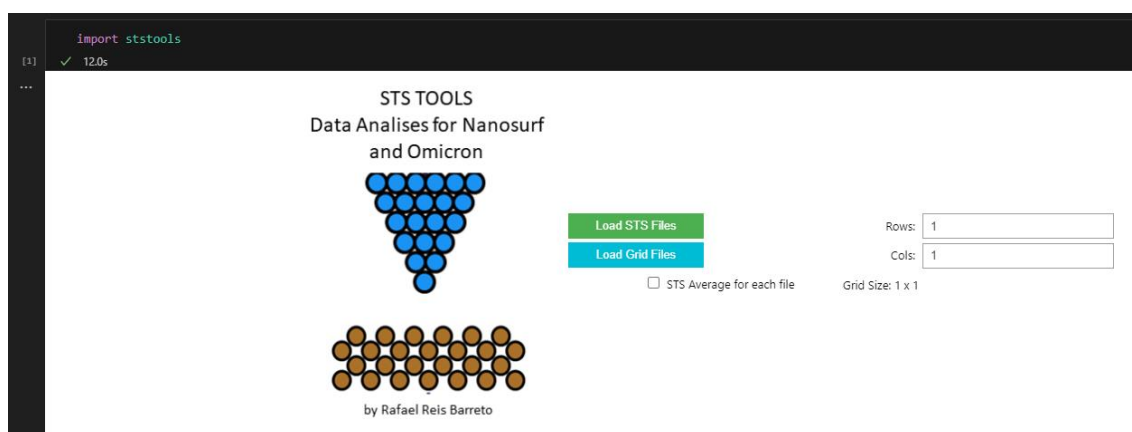 import ststools
[1]
12.0s
...
STS TOOLS
Data Analises for Nanosurf
and Omicron
Load STS Files
Rows: 1
Load Grid Files
Cols: 1
STS Average for each file
Grid Size: 1 x 1
by Rafael Reis Barreto